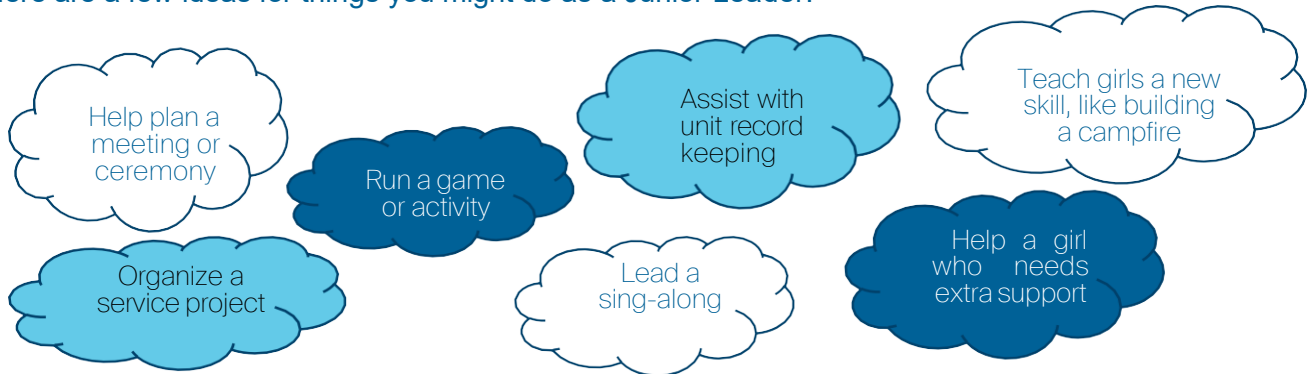 ere are a few ideas for things you might do as a Junior Leader:
Help plan a
meeting or
ceremony
Run a game
or activity
Assist with
unit record
keeping
Teach girls a new
skill, like building
a campfire
Organize a
service project
Lead a
sing-along
Help a girl
who needs
extra support